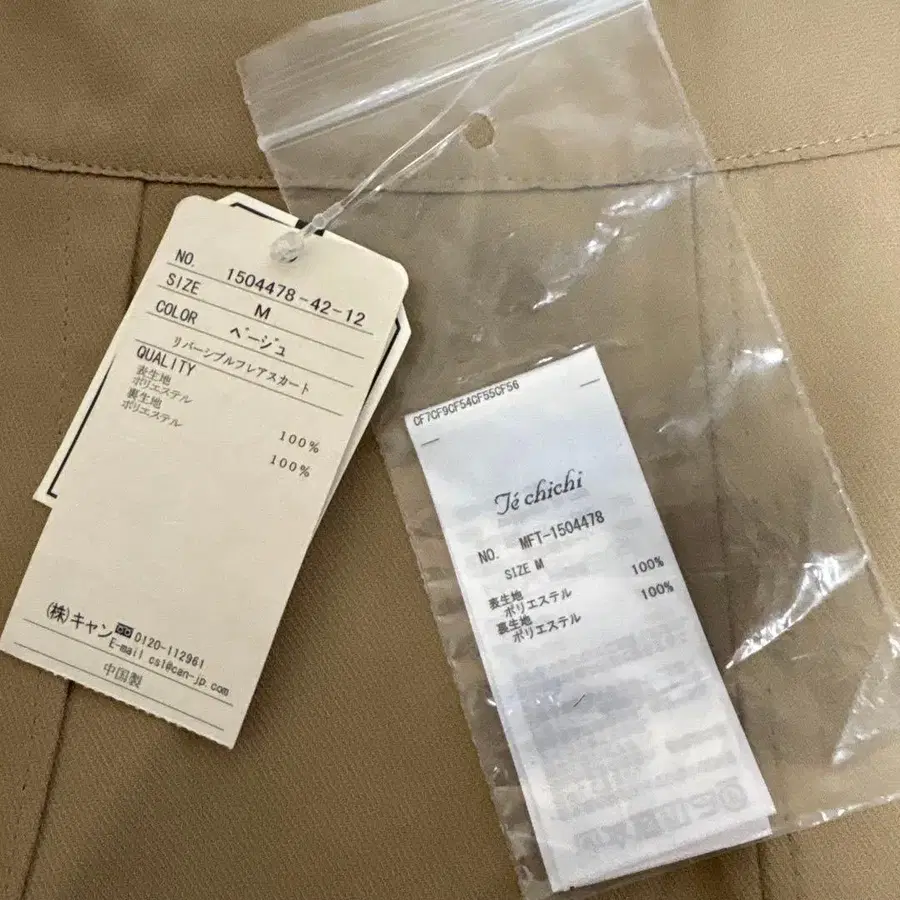 NO. 1504478-42-12
SIZE M
COLOR ベージュ
リバーシブルフレアスカート
QUALITY
表生地
ポリエステル 100%
裏生地
ポリエステル 100%
(株)キャン 0120-112961
E-mail cs1@can-jp.com
中国製
CF7CF9CF54CF55CF56
Té chichi
NO. MFT-1504478
SIZE M
表生地
ポリエステル 100%
裏生地
ポリエステル 100%